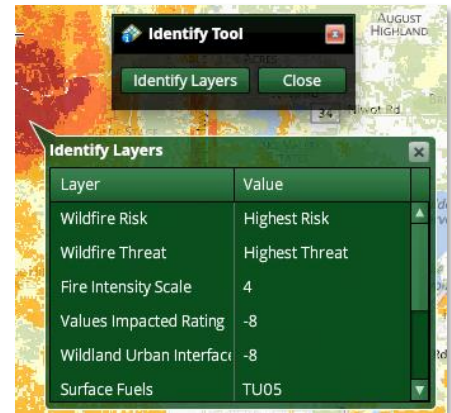 AUGUST
HIGHLAND
Identify Tool
Identify Layers Close
34 Niwot Rd
Identify Layers
Layer Value
Wildfire Risk Highest Risk
Wildfire Threat Highest Threat
Fire Intensity Scale 4
Values Impacted Rating -8
Wildland Urban Interface -8
Surface Fuels TU05